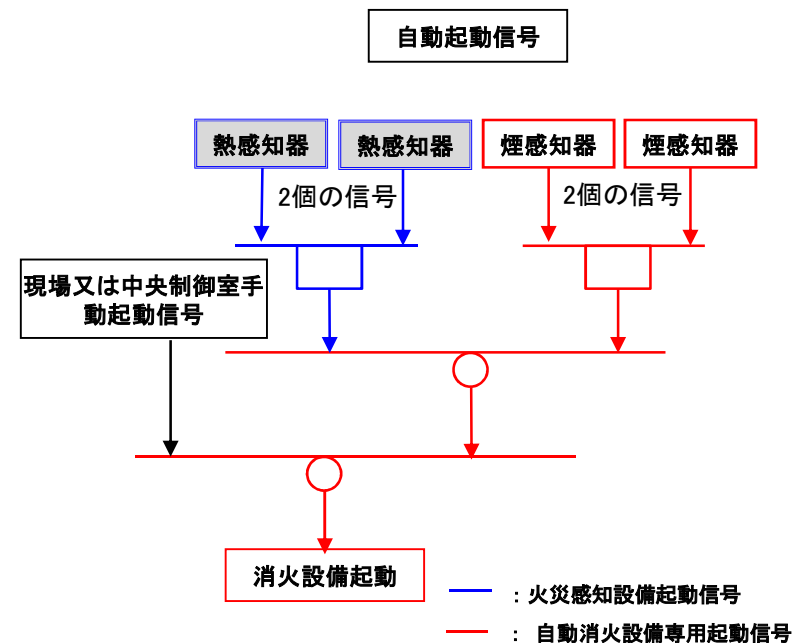 自動起動信号
熱感知器
熱感知器
煙感知器
煙感知器
2個の信号
2個の信号
現場又は中央制御室手
動起動信号
消火設備起動
：火災感知設備起動信号
： 自動消火設備専用起動信号